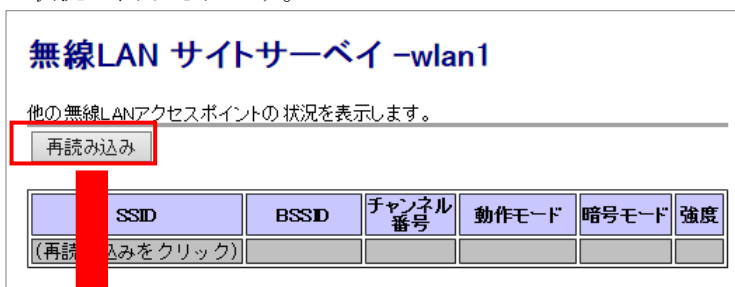 無線LAN サイトサーベイ -wlan1
他の無線LANアクセスポイントの状況を表示します。
再読み込み
SSID BSSID チャンネル番号 動作モード 暗号モード 強度
(再読 込みをクリック)